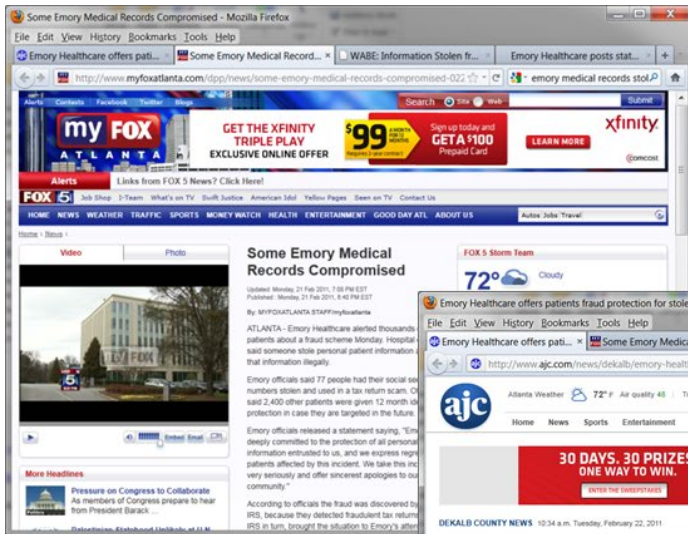 Some Emory Medical Records Compromised - Mozilla Firefox
File Edit View History Bookmarks Tools Help
Emory Healthcare offers pati...
Some Emory Medical Record...
WABE: Information Stolen fr...
Emory Healthcare posts stat...
http://www.myfoxatlanta.com/dpp/news/some-emory-medical-records-compromised-022
emory medical records stol
Alerts Contests Facebook Twitter Blogs
Search Site Web Submit
my FOX
ATLANTA
GET THE XFINITY
TRIPLE PLAY
EXCLUSIVE ONLINE OFFER
$99 A MONTH FOR 12 MONTHS
Requires 2-year contract
Sign up today and
GET A $100
Prepaid Card
LEARN MORE
xfinity
comcast
Alerts Links from FOX 5 News? Click Here!
FOX 5 Job Shop I-Team What's on TV Swift Justice American Idol Yellow Pages Seen on TV Contact Us
HOME NEWS WEATHER TRAFFIC SPORTS MONEY WATCH HEALTH ENTERTAINMENT GOOD DAY ATL ABOUT US
Autos Jobs Travel
Home > News >
Video Photo
Some Emory Medical
Records Compromised
Updated: Monday, 21 Feb 2011, 7:08 PM EST
Published : Monday, 21 Feb 2011, 6:42 PM EST
By: MYFOXATLANTA STAFF/myfoxatlanta
ATLANTA - Emory Healthcare alerted thousands
patients about a fraud scheme Monday. Hospital
said someone stole personal patient information a
that information illegally.
Emory officials said 77 people had their social se
numbers stolen and used in a tax return scam. O
said 2,400 other patients were given 12 month ide
protection in case they are targeted in the future.
Emory officials released a statement saying, "Em
deeply committed to the protection of all personal
information entrusted to us, and we express regre
patients affected by this incident. We take this inc
very seriously and offer sincerest apologies to ou
community."
According to officials the fraud was discovered by
IRS, because they detected fraudulent tax returns
IRS in turn, brought the situation to Emory's atten
FOX 5 Storm Team
72° Cloudy
Embed Email
More Headlines
Pressure on Congress to Collaborate
As members of Congress prepare to hear
from President Barack ...
Palestinian Statehood Unlikely at U.N.
Emory Healthcare offers patients fraud protection for stole
File Edit View History Bookmarks Tools Help
Emory Healthcare offers pati...
Some Emory Medica
http://www.ajc.com/news/dekalb/emory-healt
ajc
Atlanta Weather 72° F Air quality 48
Home News Sports Entertainment
30 DAYS. 30 PRIZES
ONE WAY TO WIN.
ENTER THE SWEEPSTAKES
DEKALB COUNTY NEWS 10:34 a.m. Tuesday, February 22, 2011